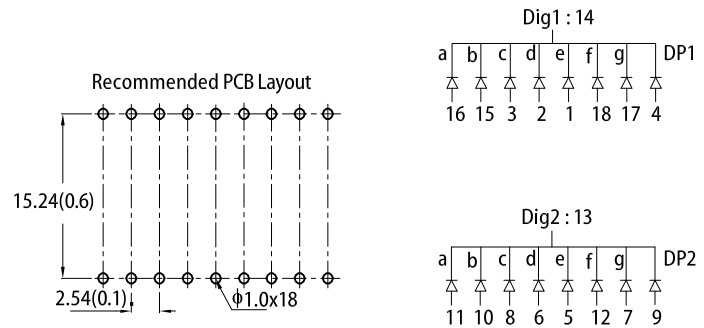 Recommended PCB Layout
15.24(0.6)
2.54(0.1)
ϕ1.0x18
Dig1 : 14
a b c d e f g DP1
16 15 3 2 1 18 17 4
Dig2 : 13
a b c d e f g DP2
11 10 8 6 5 12 7 9